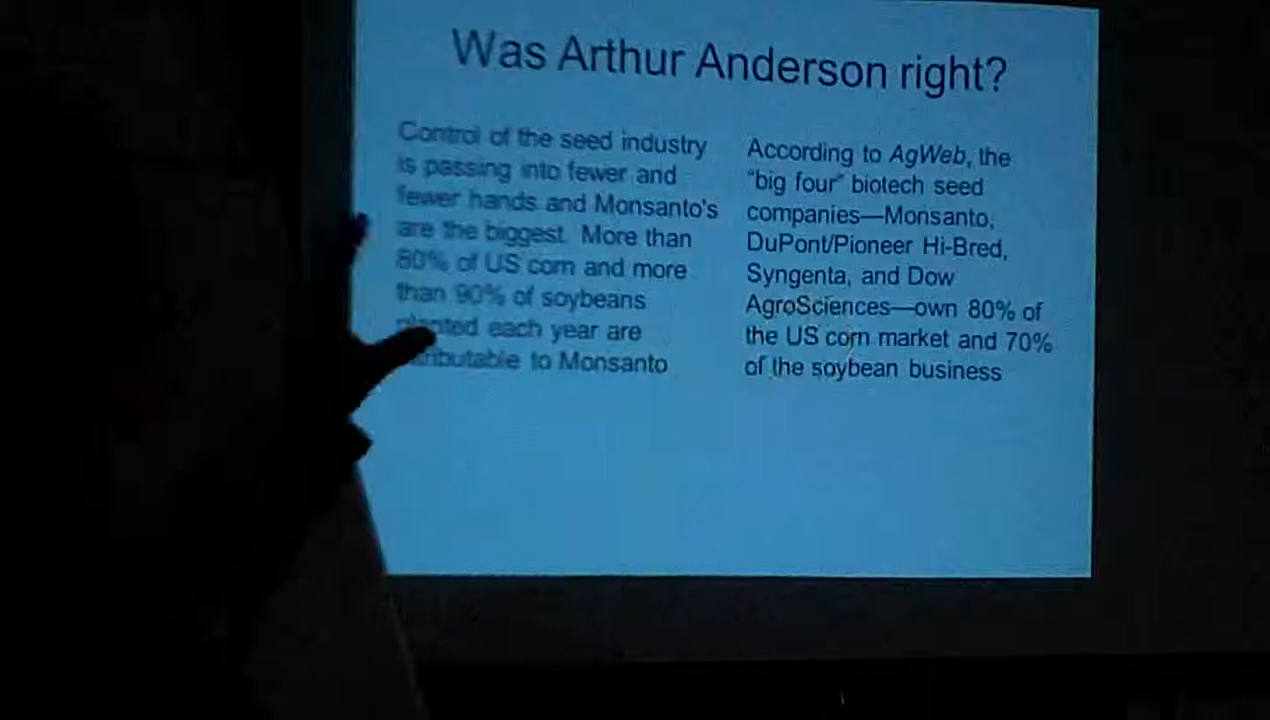 Was Arthur Anderson right?
Control of the seed industry
is passing into fewer and
fewer hands and Monsanto's
are the biggest. More than
80% of US corn and more
than 90% of soybeans
planted each year are
tributable to Monsanto
According to AgWeb, the
"big four" biotech seed
companies—Monsanto,
DuPont/Pioneer Hi-Bred,
Syngenta, and Dow
AgroSciences—own 80% of
the US corn market and 70%
of the soybean business